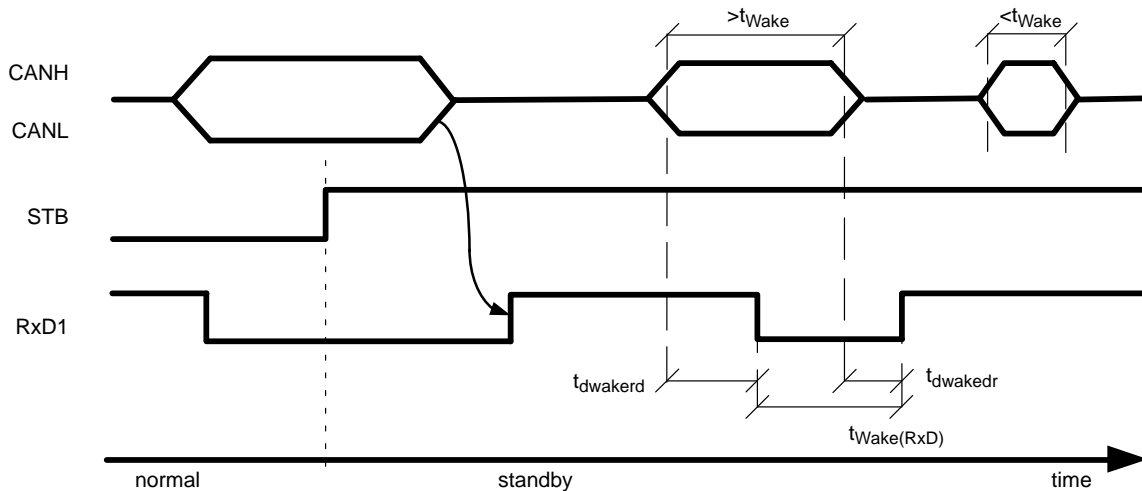 >tWake
<tWake
CANH
CANL
STB
RxD1
tdwakerd
tdwakedr
tWake(RxD)
normal
standby
time